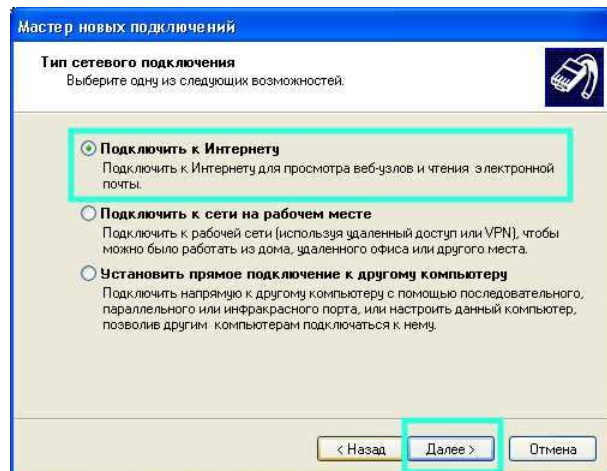 Мастер новых подключений
Тип сетевого подключения
Выберите одну из следующих возможностей.
Подключить к Интернету
Подключить к Интернету для просмотра веб-узлов и чтения электронной
почты.
Подключить к сети на рабочем месте
Подключить к рабочей сети (используя удаленный доступ или VPN), чтобы
можно было работать из дома, удаленного офиса или другого места.
Установить прямое подключение к другому компьютеру
Подключить напрямую к другому компьютеру с помощью последовательного,
параллельного или инфракрасного порта, или настроить данный компьютер,
позволив другим компьютерам подключаться к нему.
< Назад Далее > Отмена